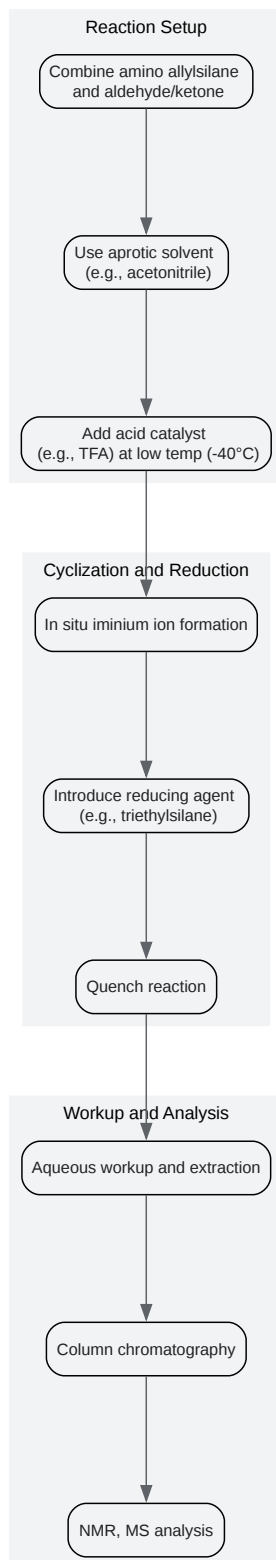 Reaction Setup
Combine amino allylsilane
and aldehyde/ketone
Use aprotic solvent
(e.g., acetonitrile)
Add acid catalyst
(e.g., TFA) at low temp (-40°C)
Cyclization and Reduction
In situ iminium ion formation
Introduce reducing agent
(e.g., triethylsilane)
Quench reaction
Workup and Analysis
Aqueous workup and extraction
Column chromatography
NMR, MS analysis